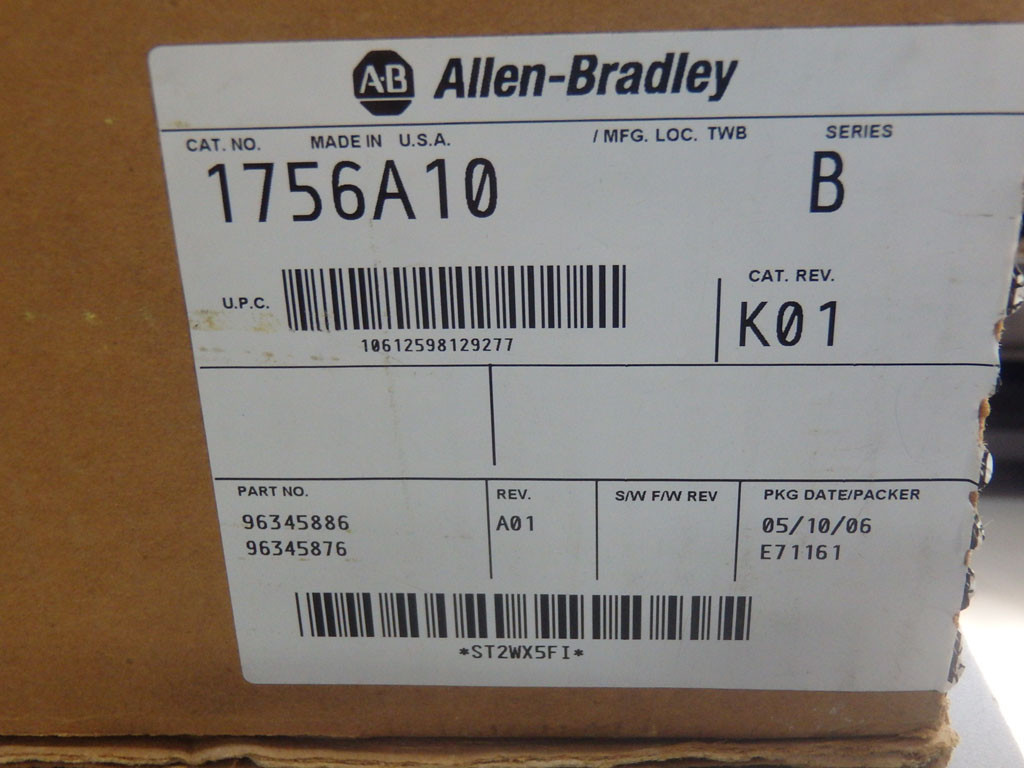 A-B Allen-Bradley
CAT. NO. MADE IN U.S.A. / MFG. LOC. TWB SERIES
1756A10 B
U.P.C. CAT. REV.
10612598129277 K01
PART NO. REV. S/W F/W REV PKG DATE/PACKER
96345886 A01 05/10/06
96345876 E71161
*ST2WX5FI*